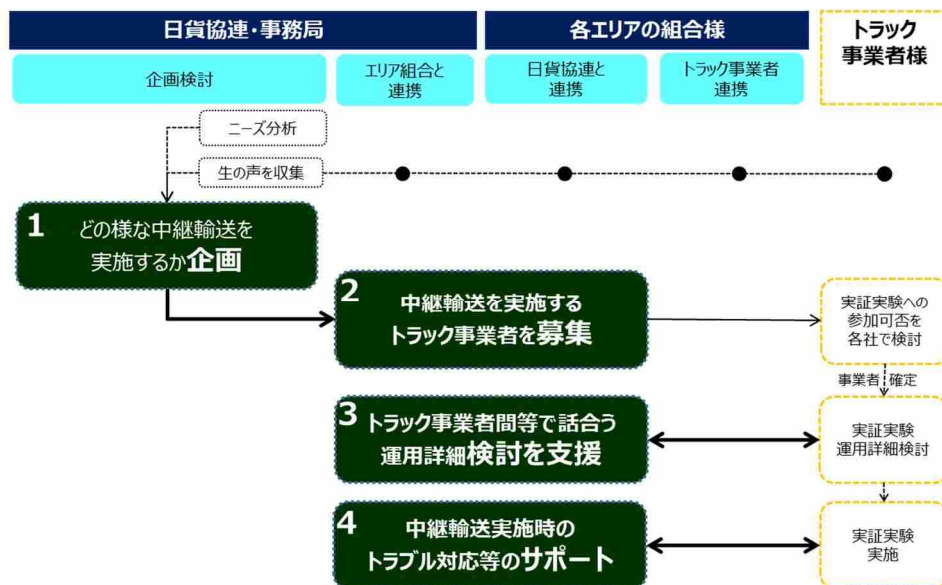 日貨協連・事務局
各エリアの組合様
トラック
事業者様
企画検討
エリア組合と
連携
日貨協連と
連携
トラック事業者
連携
ニーズ分析
生の声を収集
1 どの様な中継輸送を
実施するか企画
2 中継輸送を実施する
トラック事業者を募集
実証実験への
参加可否を
各社で検討
事業者 確定
3 トラック事業者間等で話合う
運用詳細検討を支援
実証実験
運用詳細検討
4 中継輸送実施時の
トラブル対応等のサポート
実証実験
実施